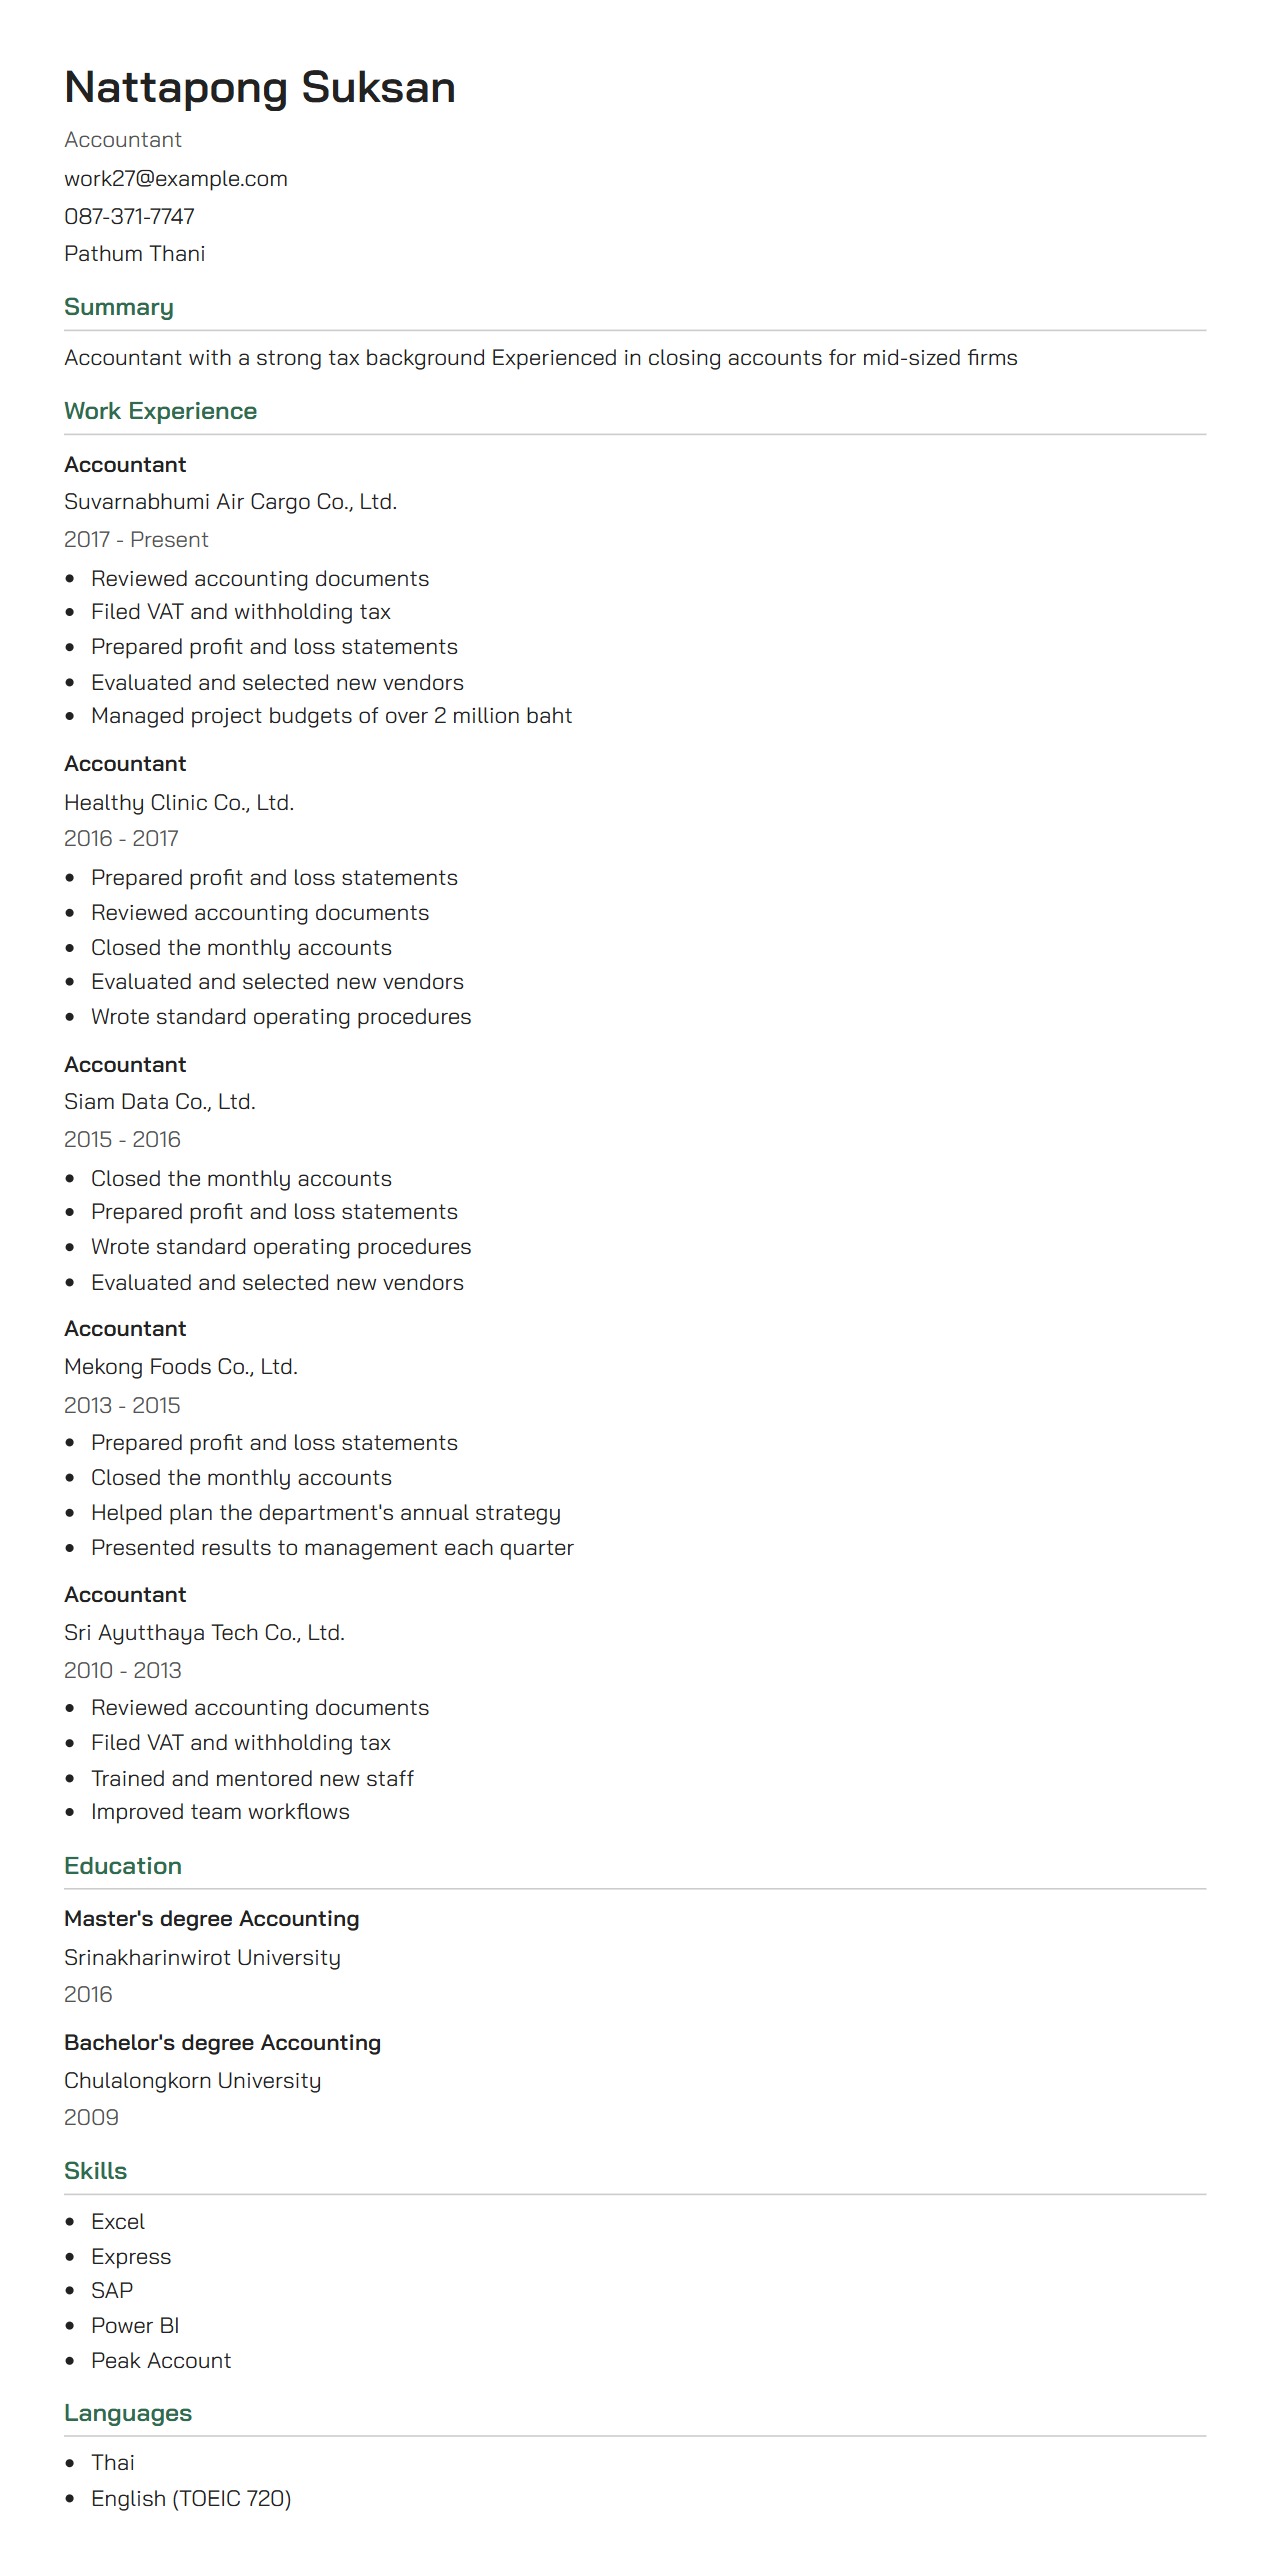 Nattapong Suksan
Accountant
work27@example.com
087-371-7747
Pathum Thani
Summary
Accountant with a strong tax background Experienced in closing accounts for mid-sized firms
Work Experience
Accountant
Suvarnabhumi Air Cargo Co., Ltd.
2017 - Present
• Reviewed accounting documents
• Filed VAT and withholding tax
• Prepared profit and loss statements
• Evaluated and selected new vendors
• Managed project budgets of over 2 million baht
Accountant
Healthy Clinic Co., Ltd.
2016 - 2017
• Prepared profit and loss statements
• Reviewed accounting documents
• Closed the monthly accounts
• Evaluated and selected new vendors
• Wrote standard operating procedures
Accountant
Siam Data Co., Ltd.
2015 - 2016
• Closed the monthly accounts
• Prepared profit and loss statements
• Wrote standard operating procedures
• Evaluated and selected new vendors
Accountant
Mekong Foods Co., Ltd.
2013 - 2015
• Prepared profit and loss statements
• Closed the monthly accounts
• Helped plan the department's annual strategy
• Presented results to management each quarter
Accountant
Sri Ayutthaya Tech Co., Ltd.
2010 - 2013
• Reviewed accounting documents
• Filed VAT and withholding tax
• Trained and mentored new staff
• Improved team workflows
Education
Master's degree Accounting
Srinakharinwirot University
2016
Bachelor's degree Accounting
Chulalongkorn University
2009
Skills
• Excel
• Express
• SAP
• Power BI
• Peak Account
Languages
• Thai
• English (TOEIC 720)